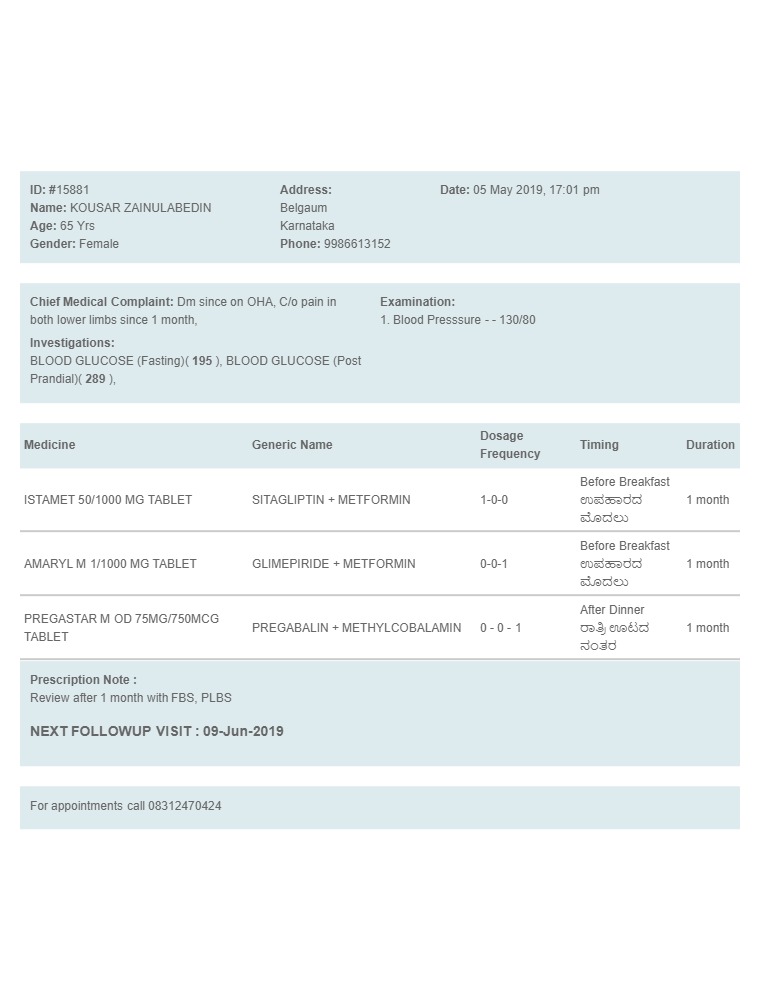 ID: #15881
Name: KOUSAR ZAINULABEDIN
Age: 65 Yrs
Gender: Female
Address:
Belgaum
Karnataka
Phone: 9986613152
Date: 05 May 2019, 17:01 pm
Chief Medical Complaint: Dm since on OHA, C/o pain in
both lower limbs since 1 month,
Investigations:
BLOOD GLUCOSE (Fasting)( 195 ), BLOOD GLUCOSE (Post
Prandial)( 289 ),
Examination:
1. Blood Presssure - - 130/80
Medicine Generic Name Dosage Frequency Timing Duration
ISTAMET 50/1000 MG TABLET SITAGLIPTIN + METFORMIN 1-0-0 Before Breakfast 1 month
ಉಪಹಾರದ
ಮೊದಲು
AMARYL M 1/1000 MG TABLET GLIMEPIRIDE + METFORMIN 0-0-1 Before Breakfast 1 month
ಉಪಹಾರದ
ಮೊದಲು
PREGASTAR M OD 75MG/750MCG
TABLET
PREGABALIN + METHYLCOBALAMIN 0 - 0 - 1 After Dinner 1 month
ರಾತ್ರಿ ಊಟದ
ನಂತರ
Prescription Note :
Review after 1 month with FBS, PLBS
NEXT FOLLOWUP VISIT : 09-Jun-2019
For appointments call 08312470424